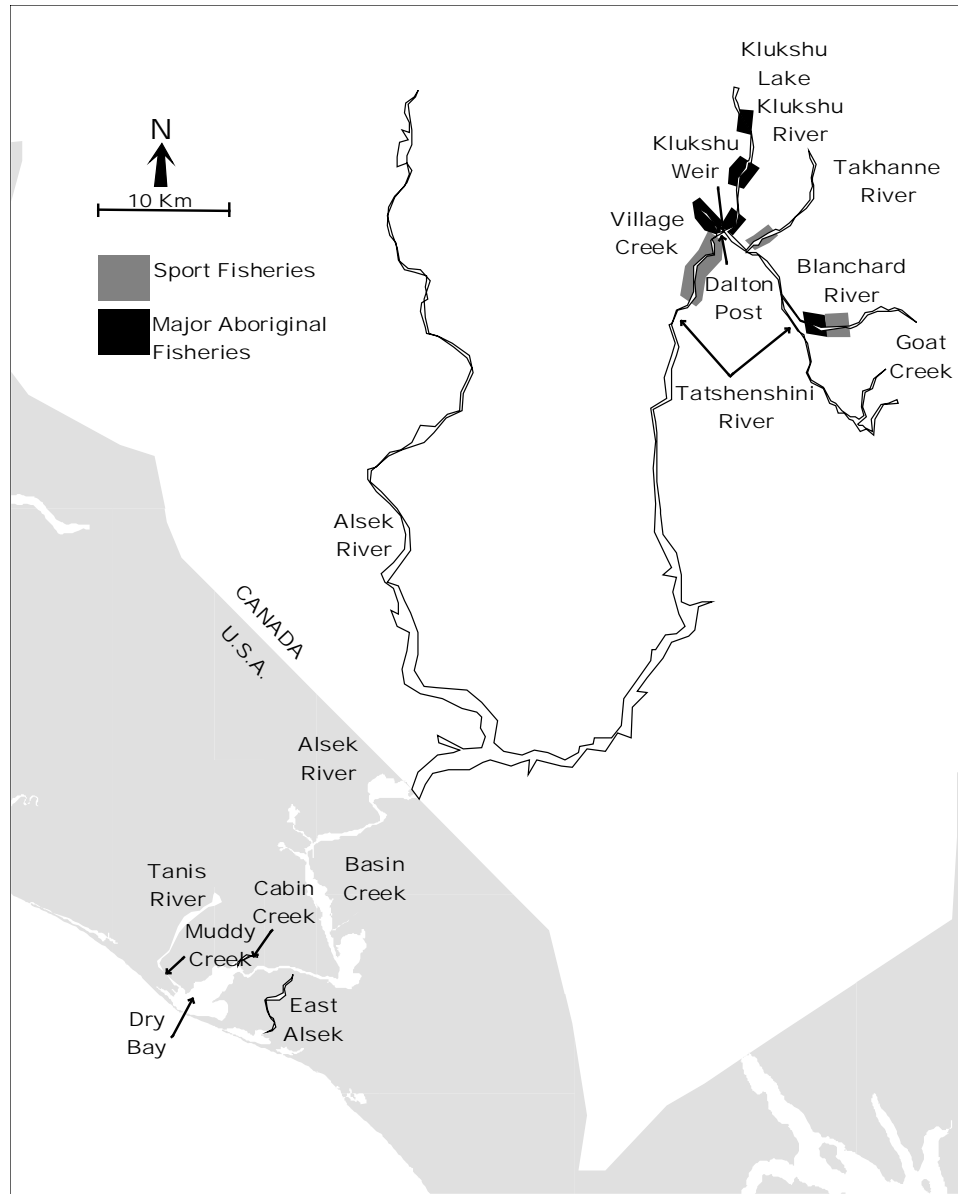 Klukshu
Lake
Klukshu
River
N
Klukshu
Weir
Takhanne
River
10 Km
Village
Creek
Sport Fisheries
Blanchard
River
Dalton
Post
Major Aboriginal
Fisheries
Goat
Creek
Tatshenshini
River
Alsek
River
CANADA
U.S.A.
Alsek
River
Tanis
River
Basin
Creek
Cabin
Creek
Muddy
Creek
East
Alsek
Dry
Bay